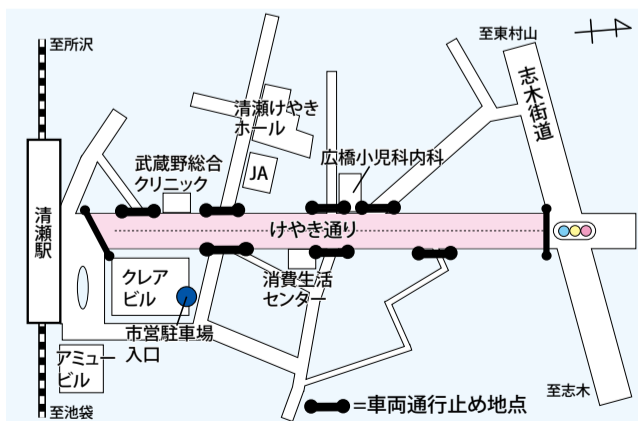 至所沢
至東村山
志木街道
清瀬けやき
ホール
JA
広橋小児科内科
武蔵野総合
クリニック
清瀬駅
けやき通り
クレア
ビル
消費生活
センター
市営駐車場
入口
アミュー
ビル
至志木
=車両通行止め地点
至池袋